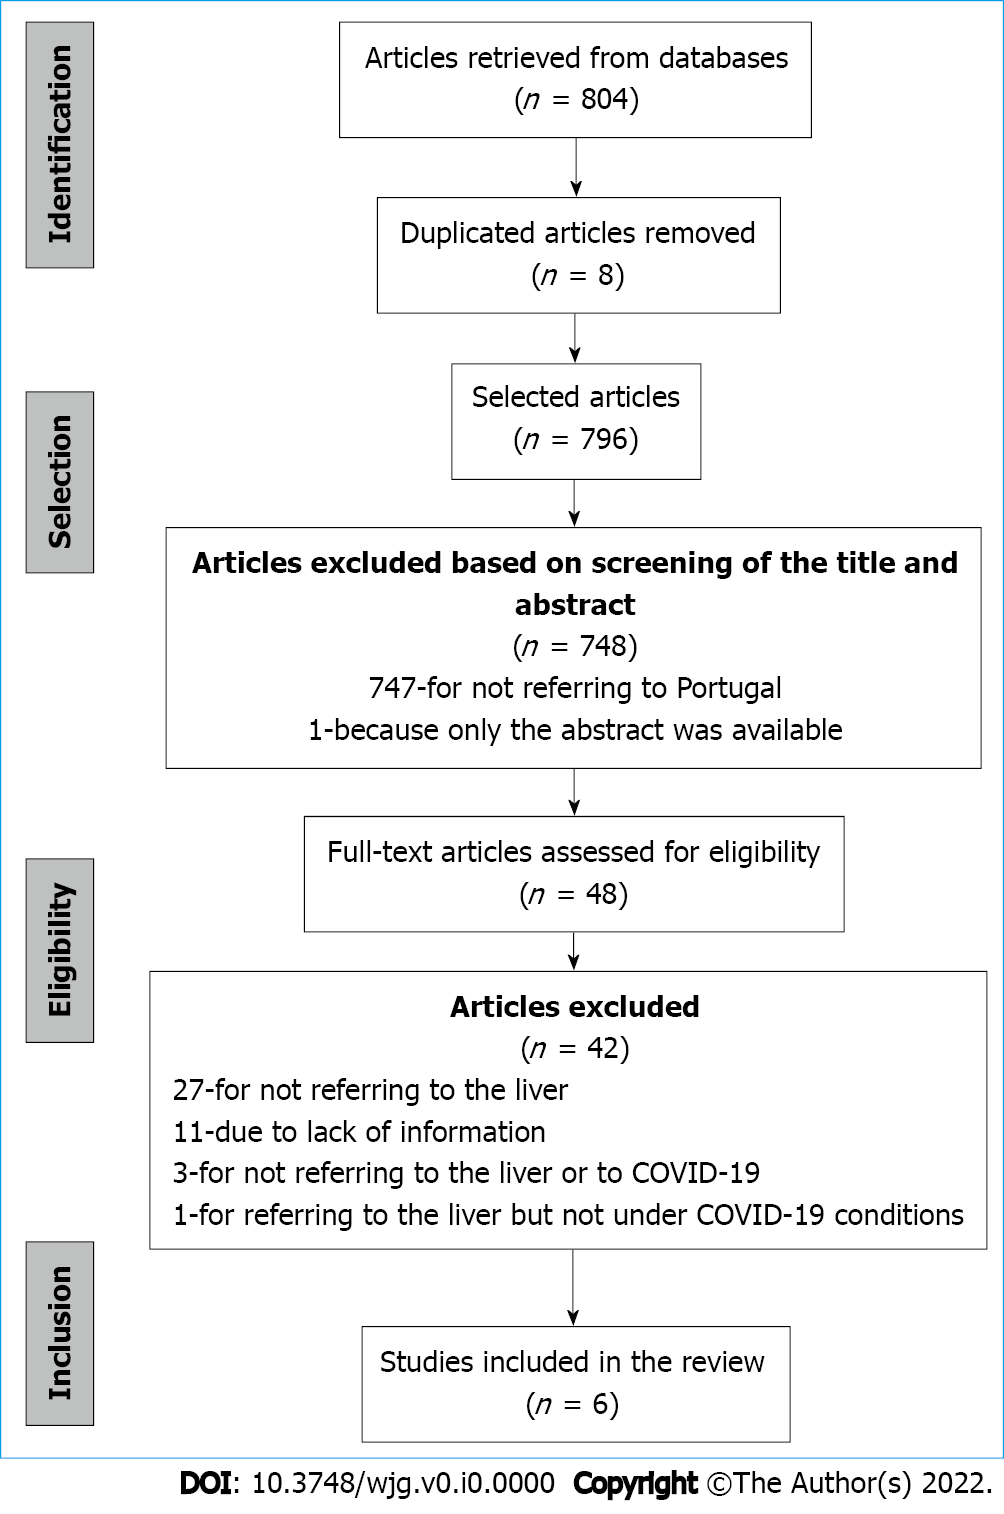 Identification
Articles retrieved from databases
(n = 804)
Duplicated articles removed
(n = 8)
Selection
Selected articles
(n = 796)
Articles excluded based on screening of the title and
abstract
(n = 748)
747-for not referring to Portugal
1-because only the abstract was available
Eligibility
Full-text articles assessed for eligibility
(n = 48)
Articles excluded
(n = 42)
27-for not referring to the liver
11-due to lack of information
3-for not referring to the liver or to COVID-19
1-for referring to the liver but not under COVID-19 conditions
Inclusion
Studies included in the review
(n = 6)
DOI: 10.3748/wjg.v0.i0.0000 Copyright ©The Author(s) 2022.